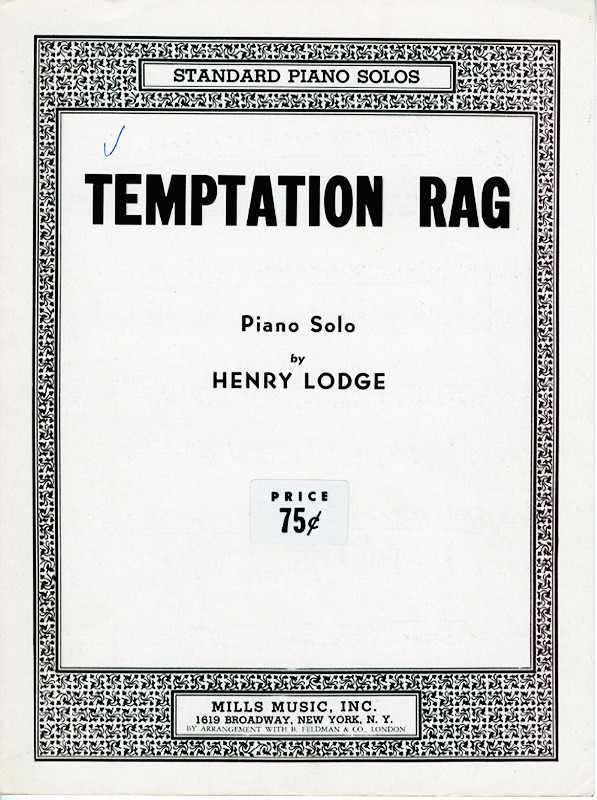 STANDARD PIANO SOLOS
TEMPTATION RAG
Piano Solo
by
HENRY LODGE
PRICE
75¢
MILLS MUSIC, INC.
1619 BROADWAY, NEW YORK, N. Y.
BY ARRANGEMENT WITH B. FELDMAN & CO., LONDON